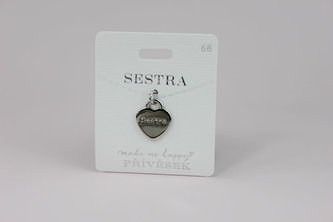 68
SESTRA
Sestra
make me happy
PŘÍVĚSEK